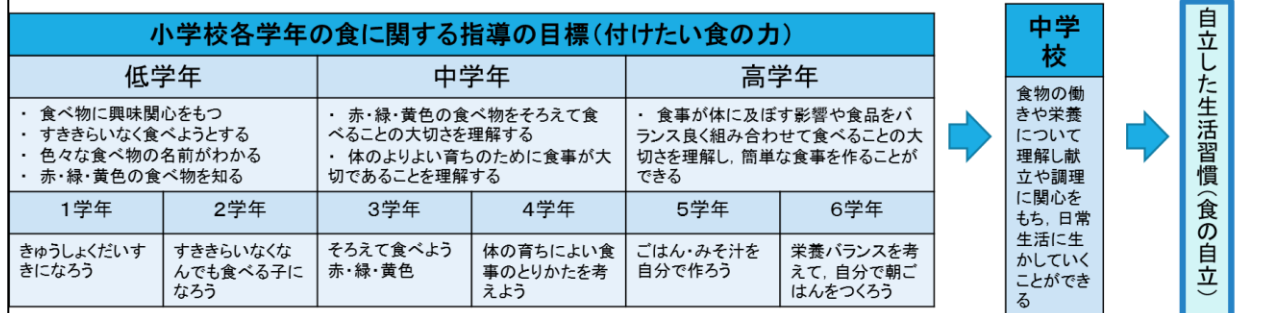 小学校各学年の食に関する指導の目標(付けたい食の力)
低学年
中学年
高学年
・ 食べ物に興味関心をもつ
・ すききらいなく食べようとする
・ 色々な食べ物の名前がわかる
・ 赤・緑・黄色の食べ物を知る
・ 赤・緑・黄色の食べ物をそろえて食
べることの大切さを理解する
・ 体のよりよい育ちのために食事が大
切であることを理解する
・ 食事が体に及ぼす影響や食品をバ
ランス良く組み合わせて食べることの大
切さを理解し,簡単な食事を作ることが
できる
1学年
2学年
3学年
4学年
5学年
6学年
きゅうしょくだいす
きになろう
すききらいなくな
んでも食べる子に
なろう
そろえて食べよう
赤・緑・黄色
体の育ちによい食
事のとりかたを考
えよう
ごはん・みそ汁を
自分で作ろう
栄養バランスを考
えて,自分で朝ご
はんをつくろう
中学
校
食物の働
きや栄養
について
理解し献
立や調理
に関心を
もち,日常
生活に生
かしていく
ことができ
る
自立した生活習慣(食の自立)